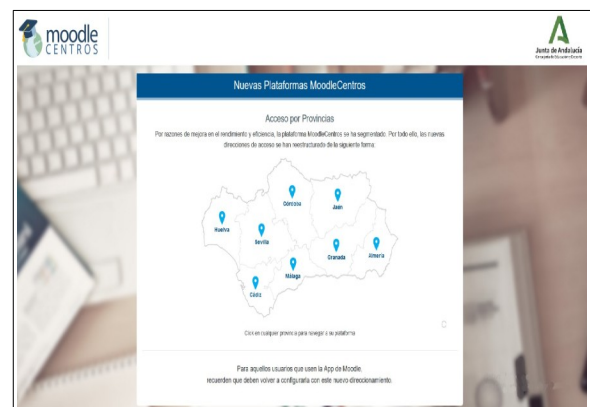 moodle
CENTROS
Junta de Andalucía
Nuevas Plataformas MoodleCentros
Acceso por Provincias
Por razones de mejora en el rendimiento y eficiencia, la plataforma MoodleCentros se ha segmentado. Por todo ello, las nuevas
direcciones de acceso se han reestructurado de la siguiente forma:
Córdoba
Jaén
Huelva
Sevilla
Granada
Almería
Málaga
Cádiz
Click en cualquier provincia para navegar a su plataforma
Para aquellos usuarios que usen la App de Moodle,
recuerden que deben volver a configurarla con este nuevo direccionamiento.